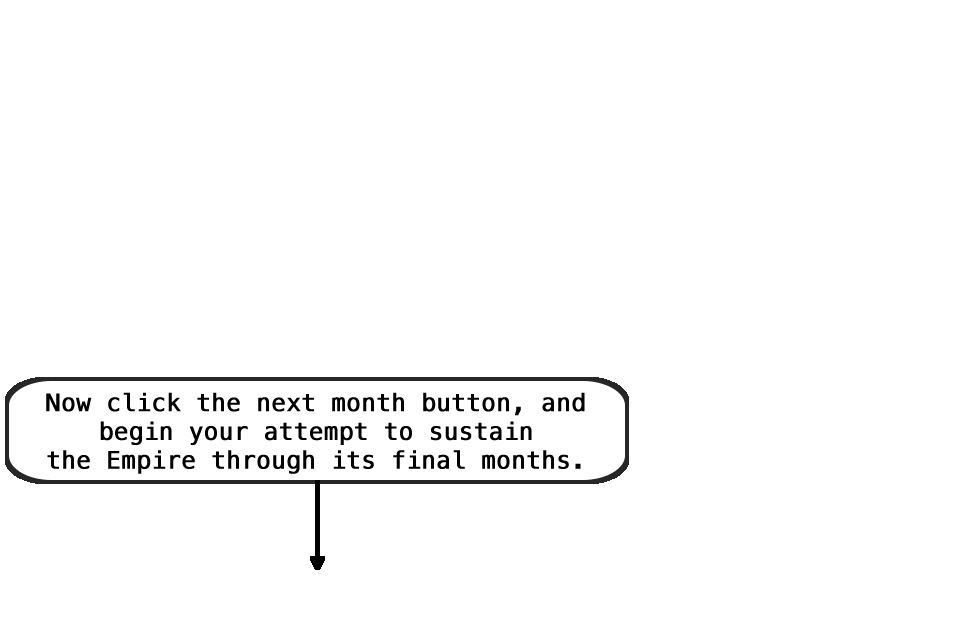 Now click the next month button, and
begin your attempt to sustain
the Empire through its final months.